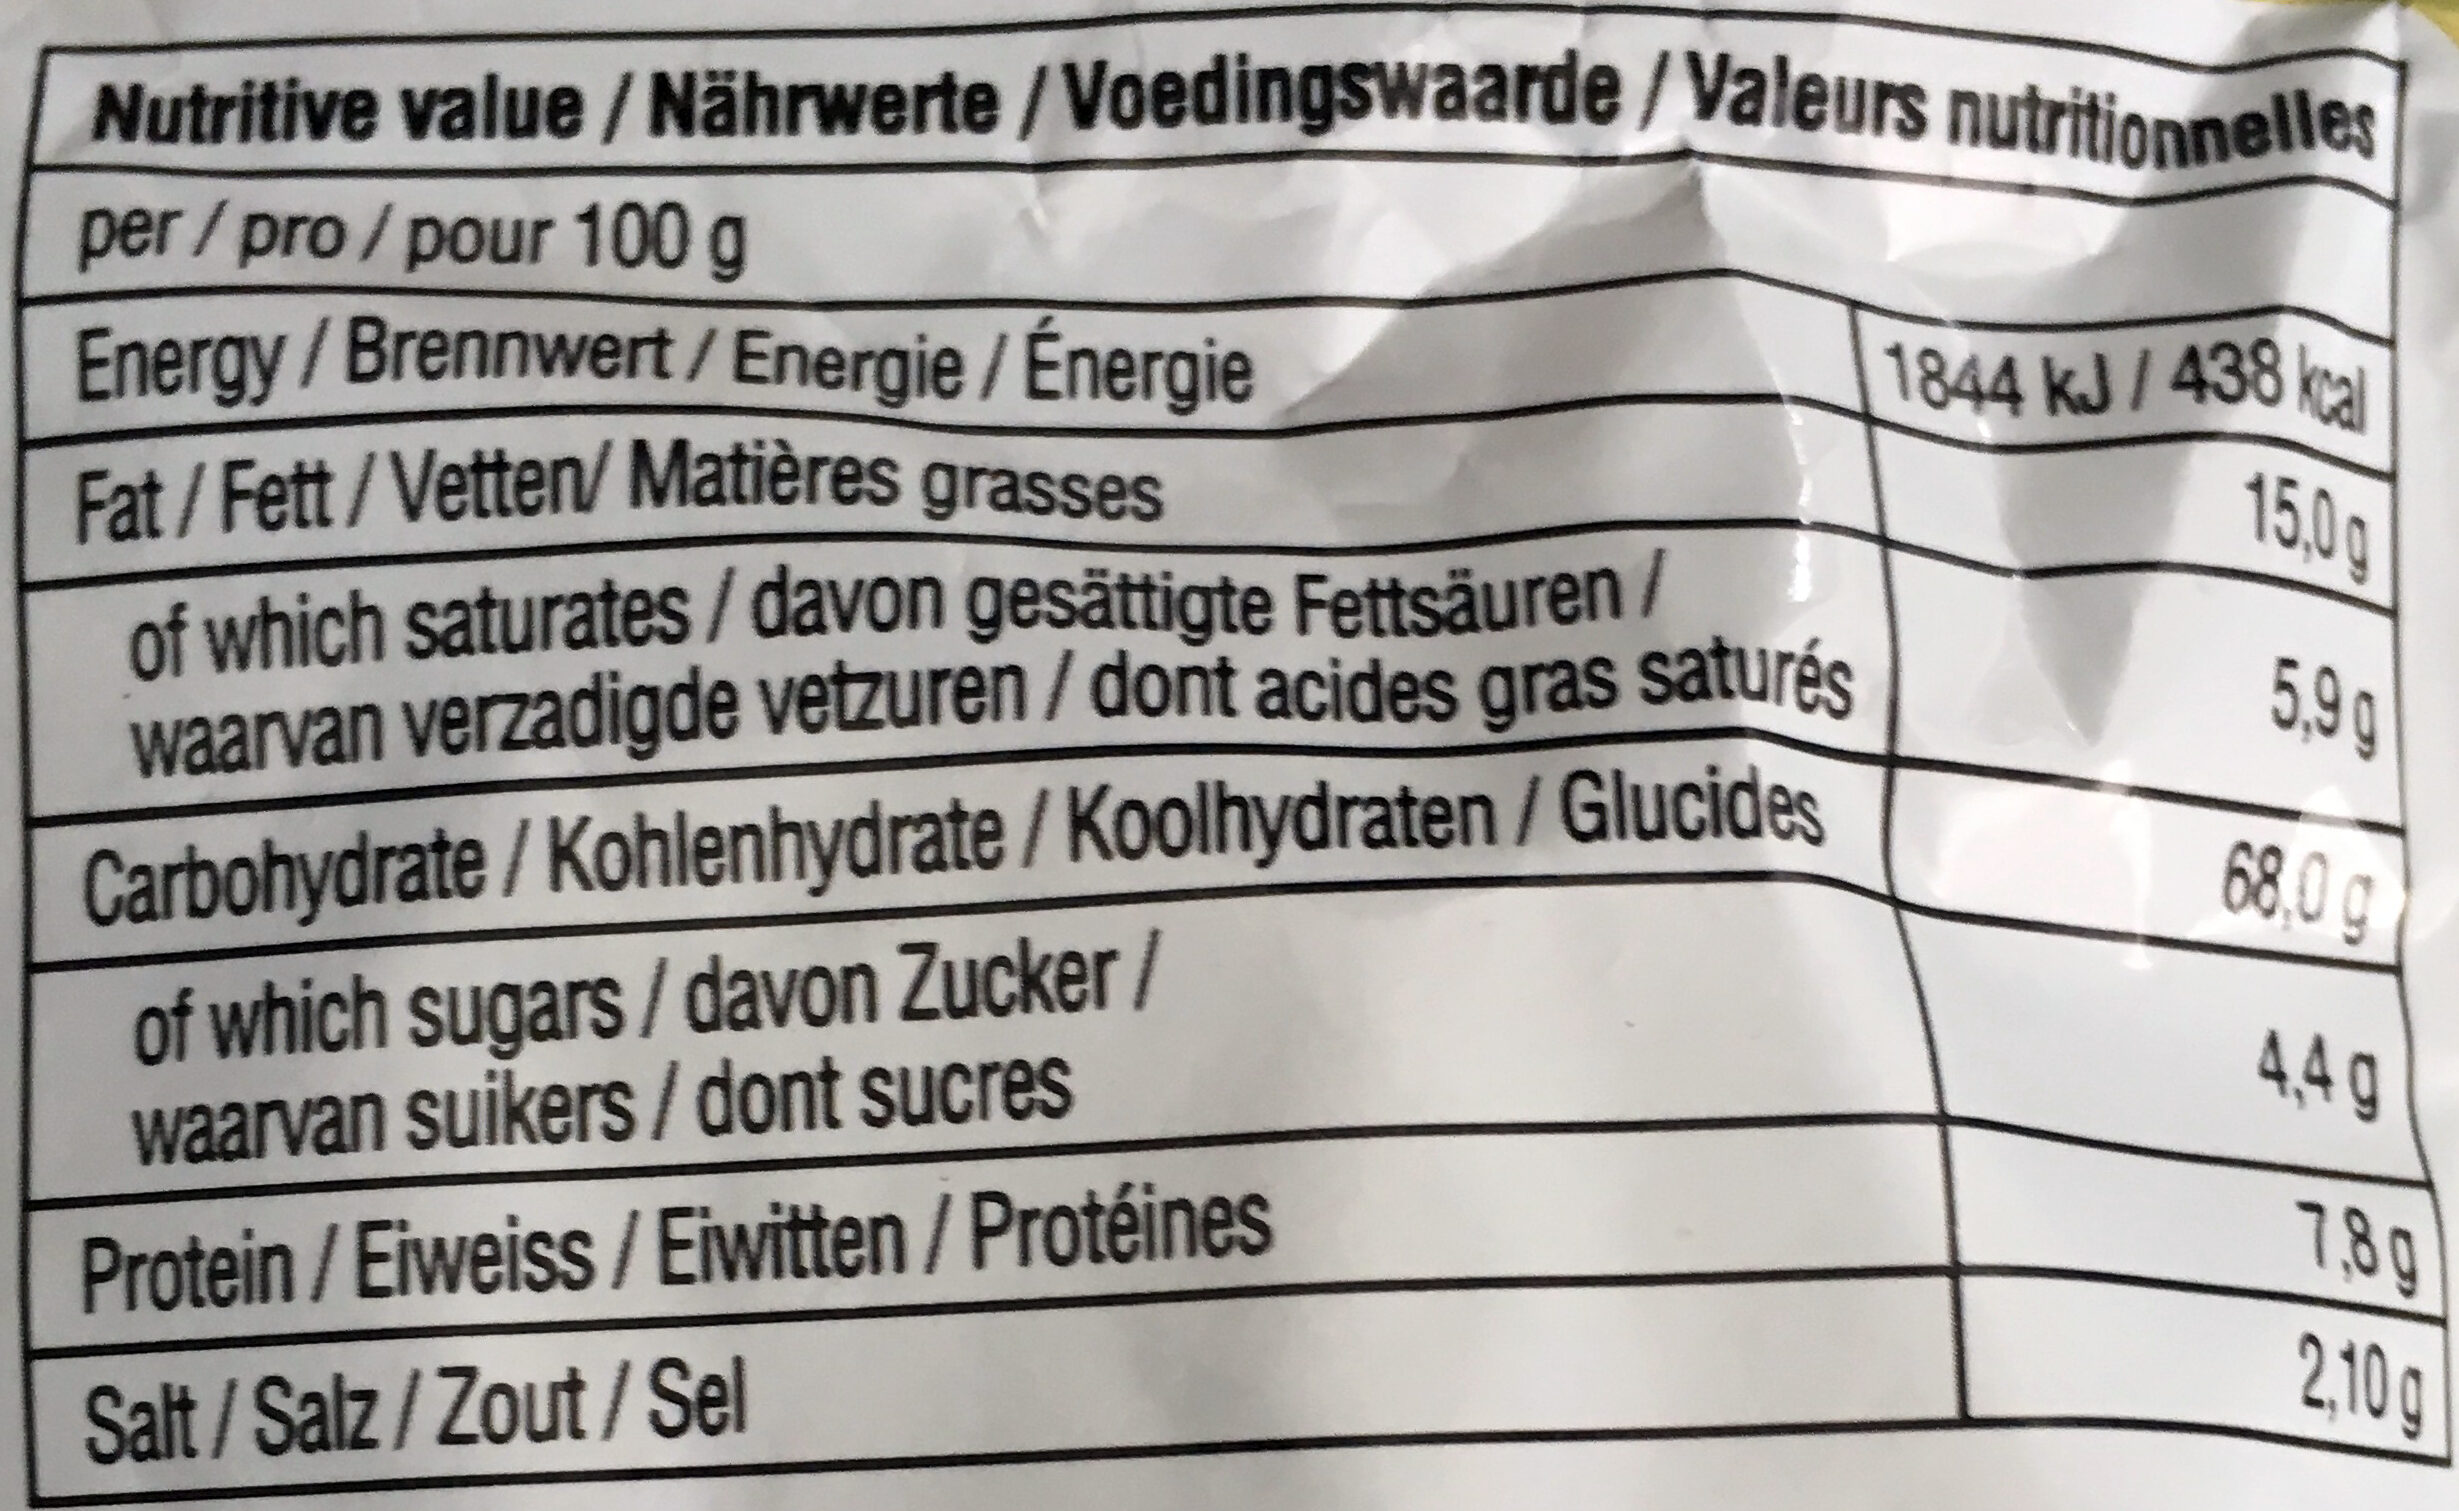 Nutritive value / Nährwerte / Voedingswaarde / Valeurs nutritionnelles
per / pro / pour 100 g
Energy / Brennwert / Energie / Énergie 1844 kJ / 438 kcal
Fat / Fett / Vetten/ Matières grasses 15,0 g
of which saturates / davon gesättigte Fettsäuren /
waarvan verzadigde vetzuren / dont acides gras saturés 5,9 g
Carbohydrate / Kohlenhydrate / Koolhydraten / Glucides 68,0 g
of which sugars / davon Zucker /
waarvan suikers / dont sucres 4,4 g
Protein / Eiweiss / Eiwitten / Protéines 7,8 g
Salt / Salz / Zout / Sel 2,10 g